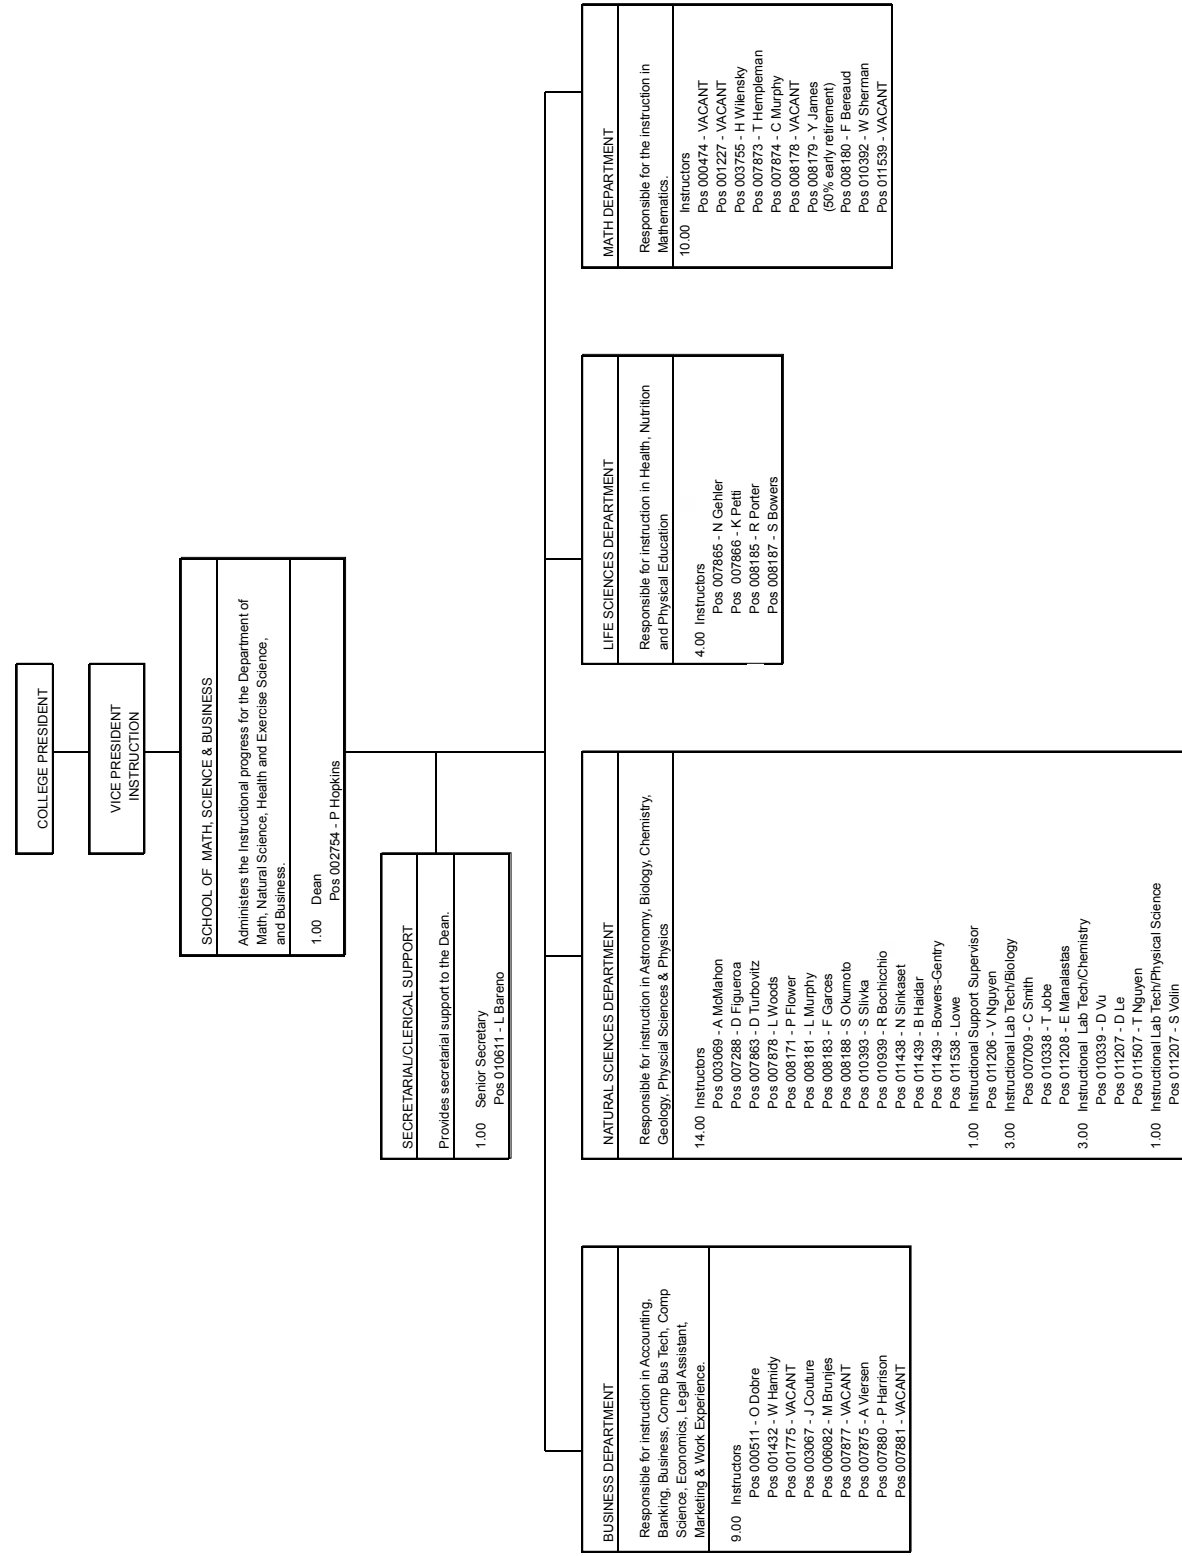 COLLEGE PRESIDENT
VICE PRESIDENT
INSTRUCTION
SCHOOL OF MATH, SCIENCE & BUSINESS
Administers the Instructional progress for the Department of
Math, Natural Science, Health and Exercise Science,
and Business.
1.00 Dean
Pos 002754 - P Hopkins
SECRETARIAL/CLERICAL SUPPORT
Provides secretarial support to the Dean.
1.00 Senior Secretary
Pos 010611 - L Bareno
BUSINESS DEPARTMENT
Responsible for instruction in Accounting,
Banking, Business, Comp Bus Tech, Comp
Science, Economics, Legal Assistant,
Marketing & Work Experience.
9.00 Instructors
Pos 000511 - O Dobre
Pos 001432 - W Hamidy
Pos 001775 - VACANT
Pos 003067 - J Couture
Pos 006082 - M Brunjes
Pos 007877 - VACANT
Pos 007875 - A Viersen
Pos 007880 - P Harrison
Pos 007881 - VACANT
NATURAL SCIENCES DEPARTMENT
Responsible for instruction in Astronomy, Biology, Chemistry,
Geology, Physcial Sciences & Physics
14.00 Instructors
Pos 003069 - A McMahon
Pos 007288 - D Figueroa
Pos 007863 - D Turbovitz
Pos 007878 - L Woods
Pos 008171 - P Flower
Pos 008181 - L Murphy
Pos 008183 - F Garces
Pos 008188 - S Okumoto
Pos 010393 - S Slivka
Pos 010939 - R Bochicchio
Pos 011438 - N Sinkaset
Pos 011439 - B Haidar
Pos 011439 - Bowers-Gentry
Pos 011538 - Lowe
1.00 Instructional Support Supervisor
Pos 011206 - V Nguyen
3.00 Instructional Lab Tech/Biology
Pos 007009 - C Smith
Pos 010338 - T Jobe
Pos 011208 - E Manalastas
3.00 Instructional Lab Tech/Chemistry
Pos 010339 - D Vu
Pos 011207 - D Le
Pos 011507 - T Nguyen
1.00 Instructional Lab Tech/Physical Science
Pos 011207 - S Volin
LIFE SCIENCES DEPARTMENT
Responsible for instruction in Health, Nutrition
and Physical Education
4.00 Instructors
Pos 007865 - N Gehler
Pos 007866 - K Petti
Pos 008185 - R Porter
Pos 008187 - S Bowers
MATH DEPARTMENT
Responsible for the instruction in
Mathematics.
10.00 Instructors
Pos 000474 - VACANT
Pos 001227 - VACANT
Pos 003755 - H Wilensky
Pos 007873 - T Hempleman
Pos 007874 - C Murphy
Pos 008178 - VACANT
Pos 008179 - Y James
(50% early retirement)
Pos 008180 - F Bereaud
Pos 010392 - W Sherman
Pos 011539 - VACANT